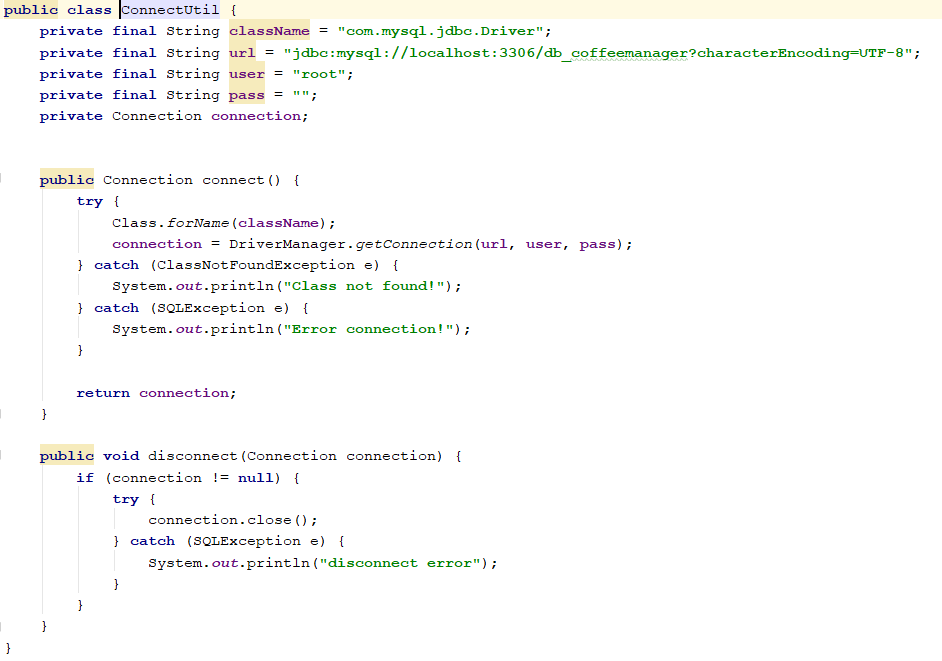 public class ConnectUtil {
    private final String className = "com.mysql.jdbc.Driver";
    private final String url = "jdbc:mysql://localhost:3306/db_coffeemanager?characterEncoding=UTF-8";
    private final String user = "root";
    private final String pass = "";
    private Connection connection;
    public Connection connect() {
        try {
            Class.forName(className);
            connection = DriverManager.getConnection(url, user, pass);
        } catch (ClassNotFoundException e) {
            System.out.println("Class not found!");
        } catch (SQLException e) {
            System.out.println("Error connection!");
        }
        return connection;
    }
    public void disconnect(Connection connection) {
        if (connection != null) {
            try {
                connection.close();
            } catch (SQLException e) {
                System.out.println("disconnect error");
            }
        }
    }
}